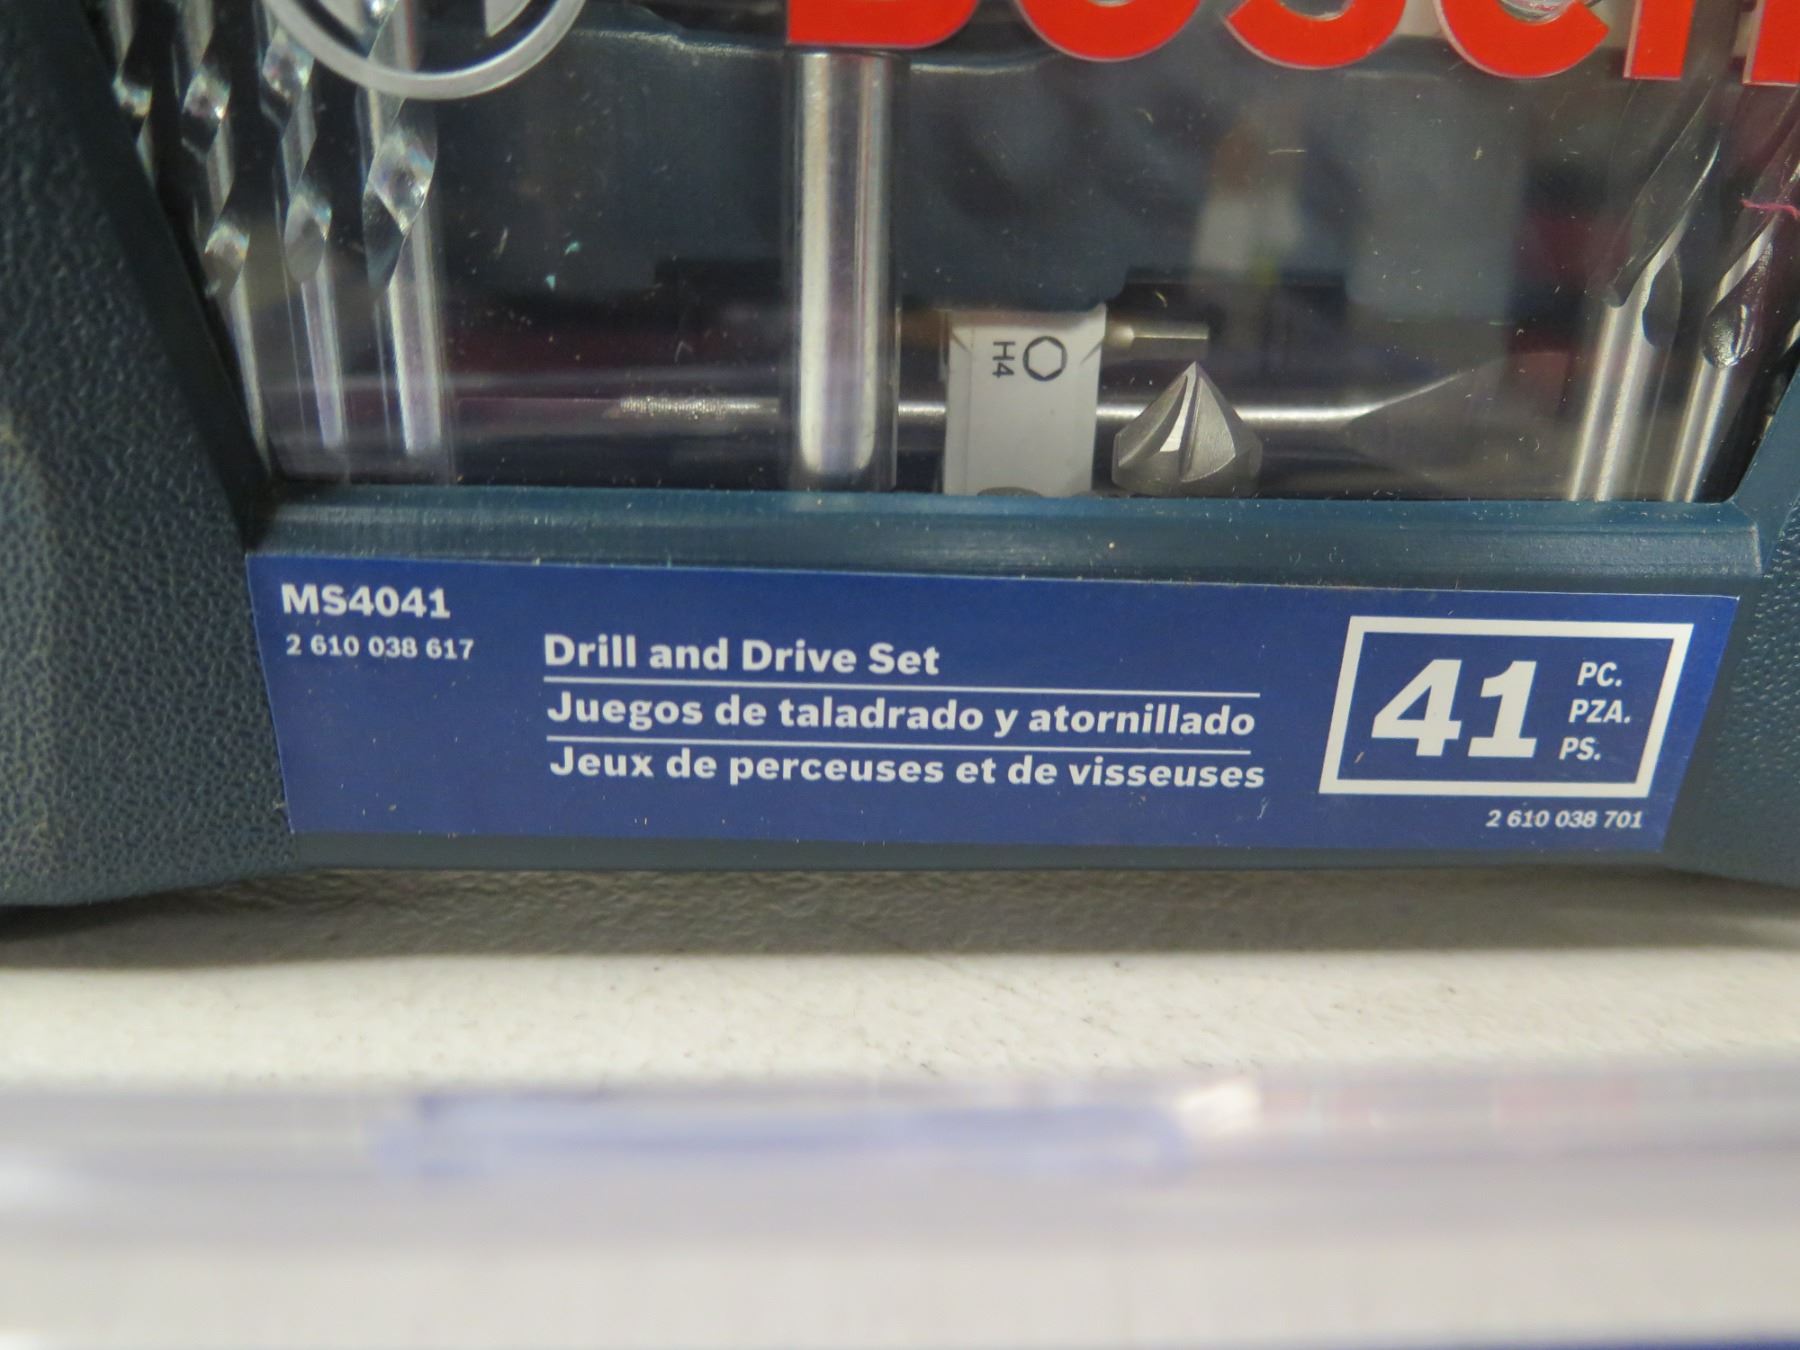 BOSCH
H4
MS4041
2 610 038 617
Drill and Drive Set
Juegos de taladrado y atornillado
Jeux de perceuses et de visseuses
41
PC.
PZA.
PS.
2 610 038 701